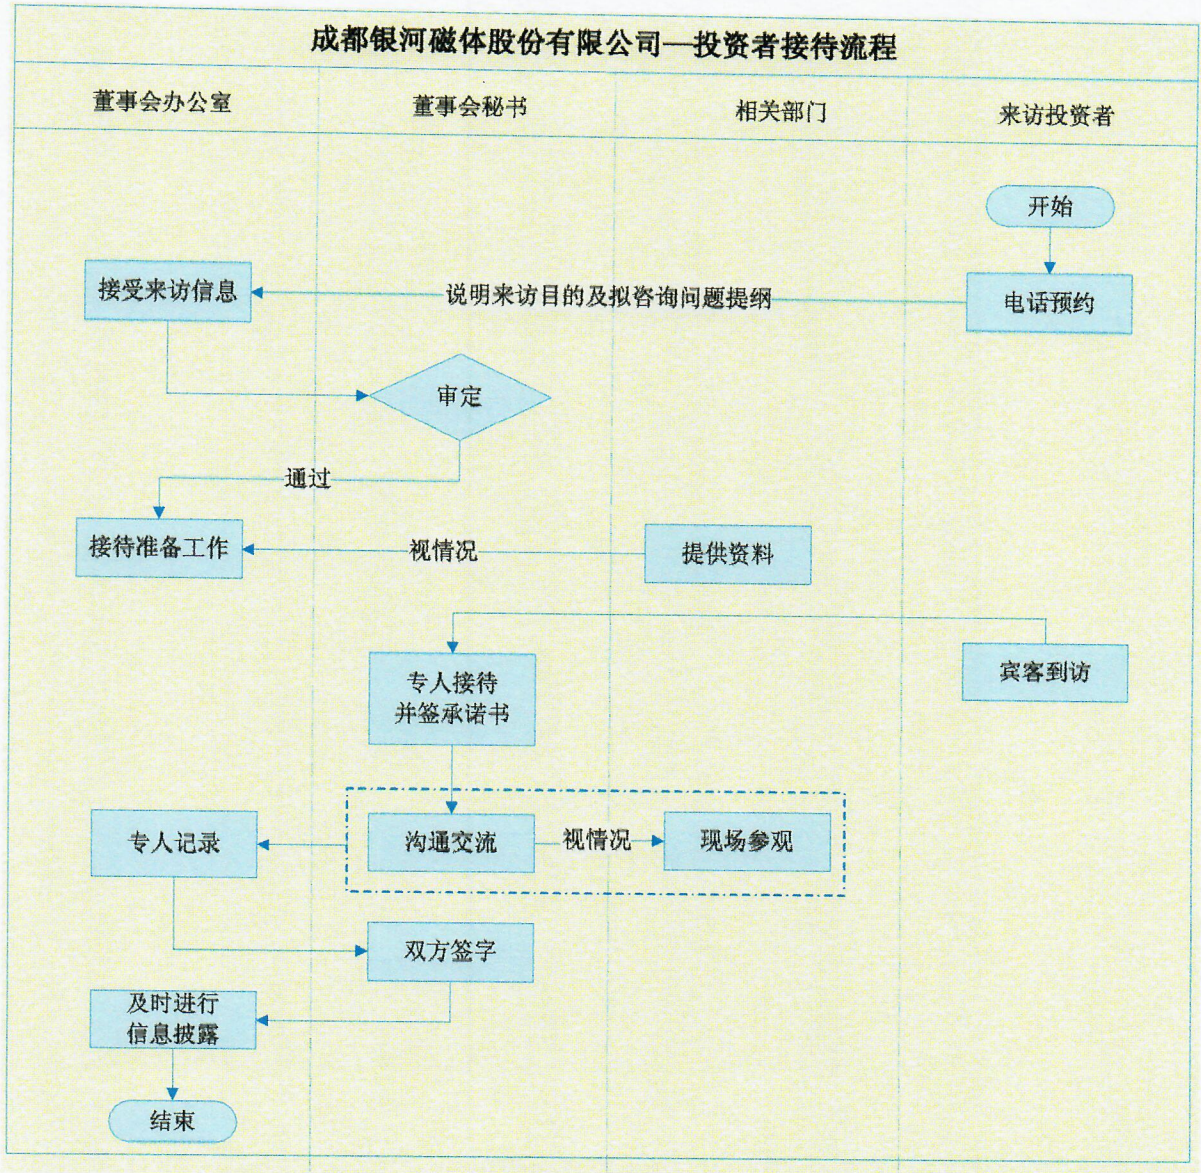 成都银河磁体股份有限公司—投资者接待流程
董事会办公室
董事会秘书
相关部门
来访投资者
开始
接受来访信息
说明来访目的及拟咨询问题提纲
电话预约
审定
通过
接待准备工作
视情况
提供资料
专人接待
并签承诺书
宾客到访
专人记录
沟通交流
视情况
现场参观
双方签字
及时进行
信息披露
结束